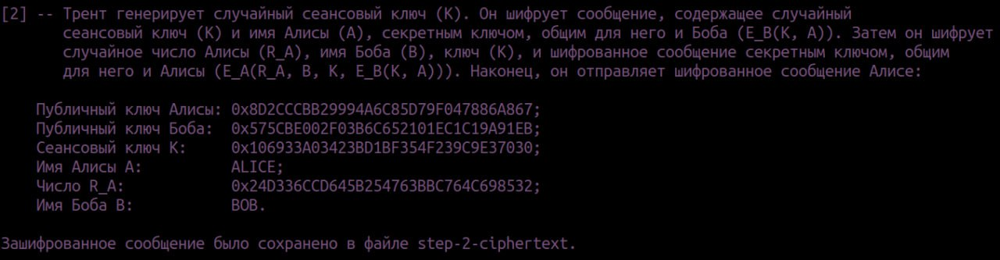 [2] -- Трент генерирует случайный сеансовый ключ (K). Он шифрует сообщение, содержащее случайный
сеансовый ключ (K) и имя Алисы (A), секретным ключом, общим для него и Боба (E_B(K, A)). Затем он шифрует
случайное число Алисы (R_A), имя Боба (B), ключ (K), и шифрованное сообщение секретным ключом, общим
для него и Алисы (E_A(R_A, B, K, E_B(K, A))). Наконец, он отправляет шифрованное сообщение Алисе:
Публичный ключ Алисы: 0x8D2CCCBB29994A6C85D79F047886A867;
Публичный ключ Боба: 0x575CBE002F03B6C652101EC1C19A91EB;
Сеансовый ключ K: 0x106933A03423BD1BF354F239C9E37030;
Имя Алисы A: ALICE;
Число R_A: 0x24D336CCD645B254763BBC764C698532;
Имя Боба B: BOB.
Зашифрованное сообщение было сохранено в файле step-2-ciphertext.